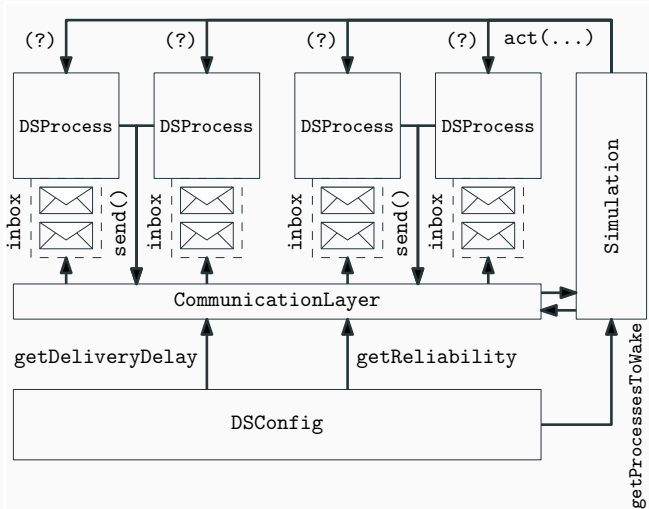 (?)
(?)
(?)
(?)
act(...)
DSProcess
DSProcess
DSProcess
DSProcess
Simulation
inbox
send()
inbox
inbox
send()
inbox
CommunicationLayer
getDeliveryDelay
getReliability
getProcessesToWake
DSConfig